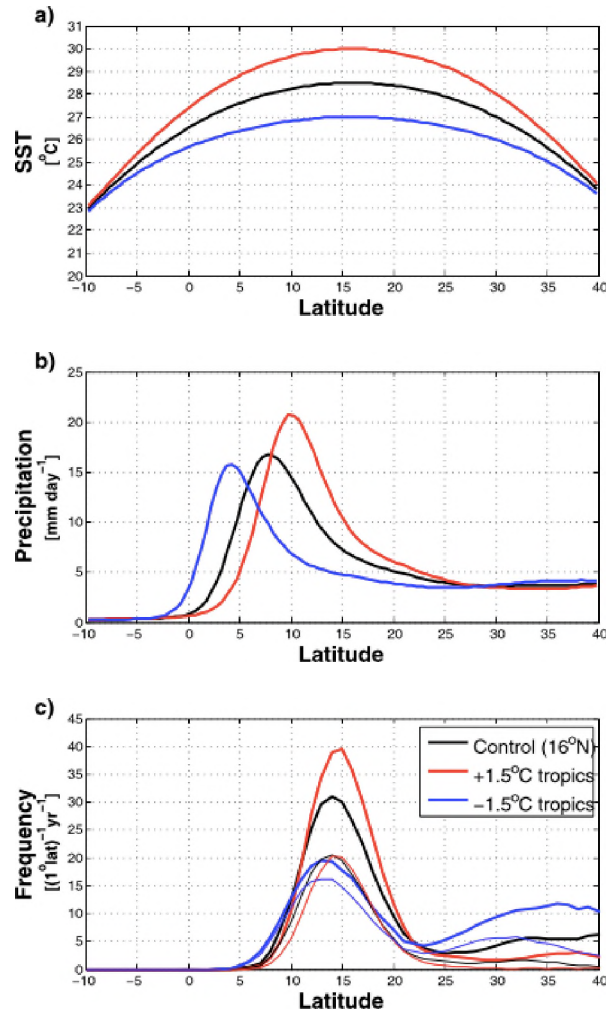 a)
31
30
29
28
27
26
25
24
23
22
21
20
SST
[°C]
-10 -5 0 5 10 15 20 25 30 35 40
Latitude
b)
25
20
15
10
5
0
Precipitation
[mm day⁻¹]
-10 -5 0 5 10 15 20 25 30 35 40
Latitude
c)
45
40
35
30
25
20
15
10
5
0
Frequency
[(1°lat)⁻¹yr⁻¹]
Control (16°N)
+1.5°C tropics
−1.5°C tropics
-10 -5 0 5 10 15 20 25 30 35 40
Latitude